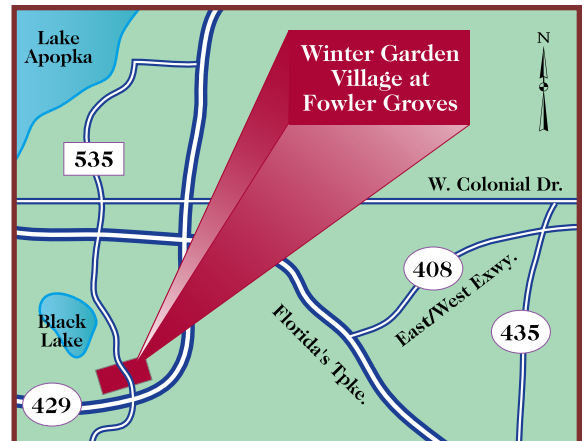 Lake
Apopka
Winter Garden
Village at
Fowler Groves
N
535
W. Colonial Dr.
408
East/West Exwy.
Florida's Tpke.
435
Black
Lake
429